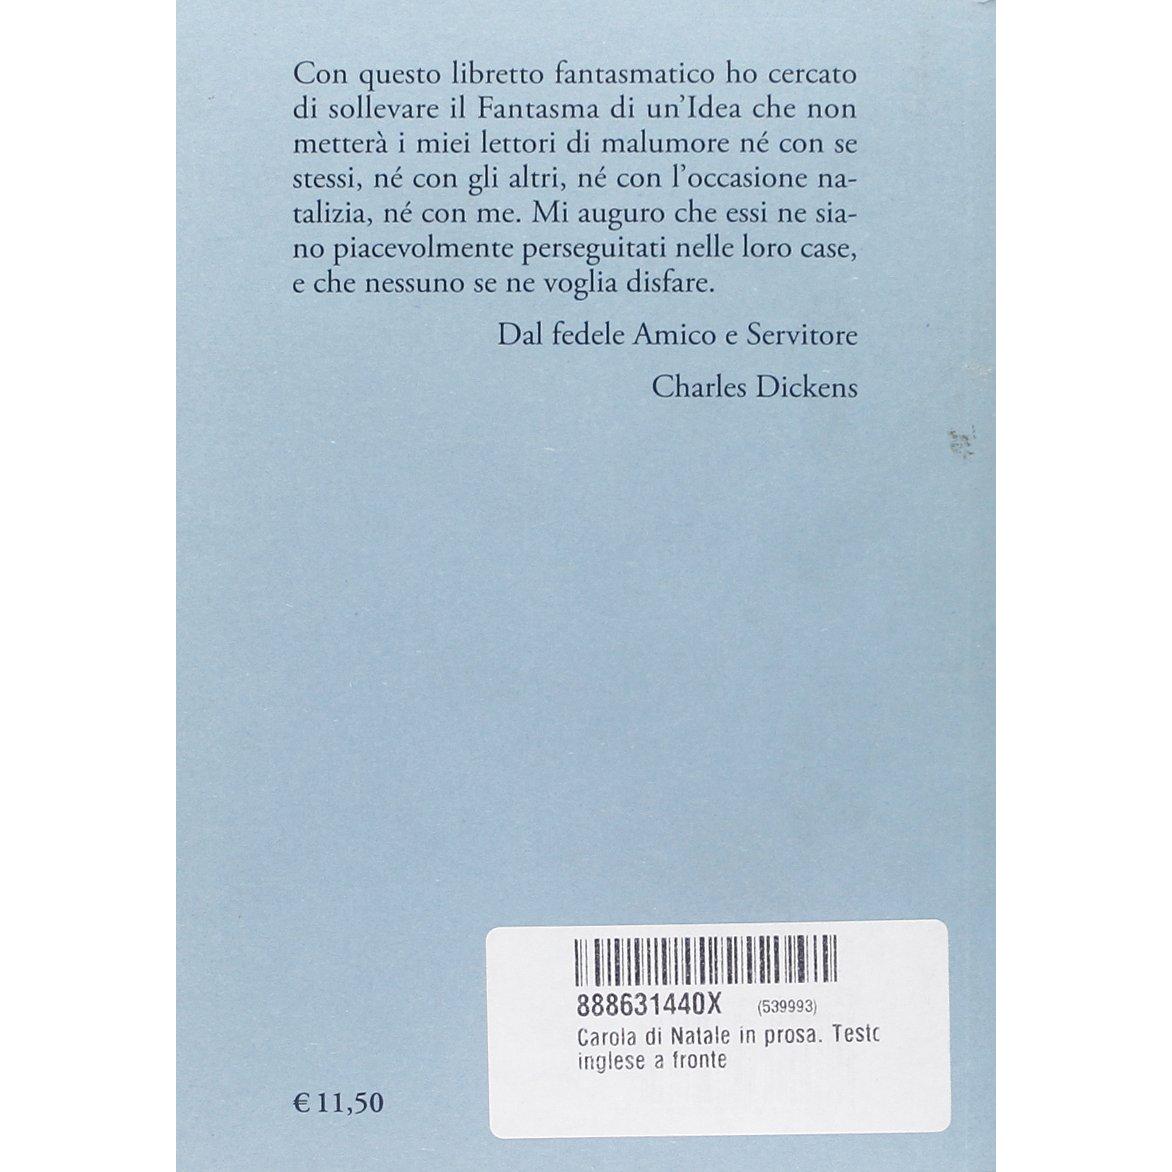 Con questo libretto fantasmatico ho cercato
di sollevare il Fantasma di un'Idea che non
metterà i miei lettori di malumore né con se
stessi, né con gli altri, né con l'occasione na-
talizia, né con me. Mi auguro che essi ne sia-
no piacevolmente perseguitati nelle loro case,
e che nessuno se ne voglia disfare.
Dal fedele Amico e Servitore
Charles Dickens
888631440X (539993)
Carola di Natale in prosa. Testo
inglese a fronte
€ 11,50